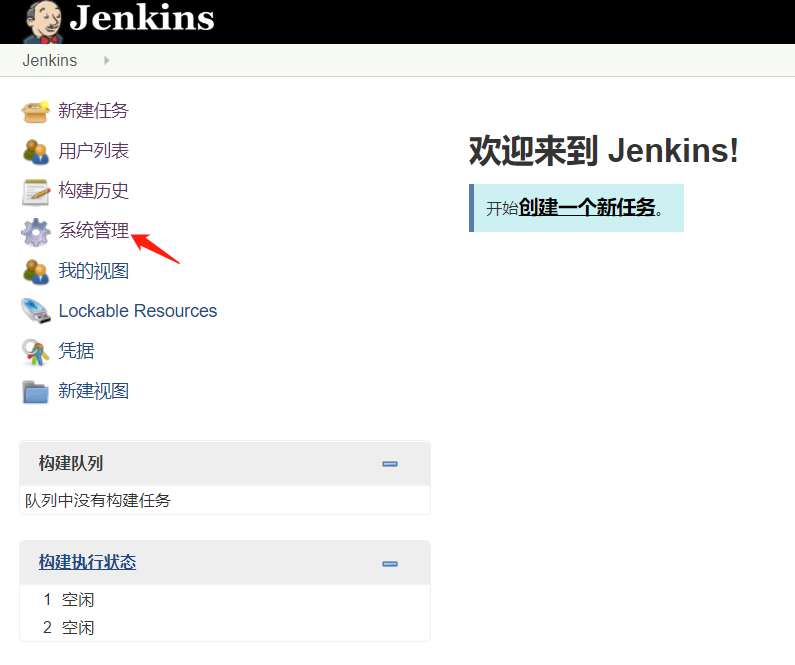 Jenkins
Jenkins
新建任务
用户列表
构建历史
系统管理
我的视图
Lockable Resources
凭据
新建视图
欢迎来到 Jenkins!
开始创建一个新任务。
构建队列
队列中没有构建任务
构建执行状态
1 空闲
2 空闲